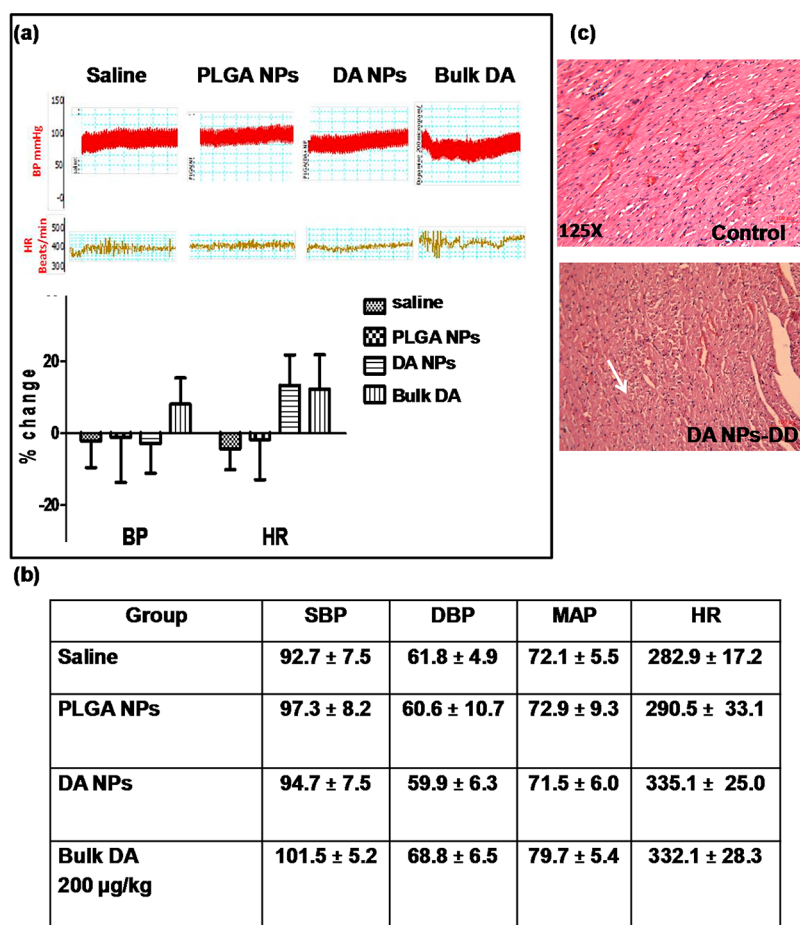 (a)
Saline PLGA NPs DA NPs Bulk DA
BP mmHg
150
100
50
-0
HR
Beats/min
500
400
300
saline
PLGA NPs
DA NPs
Bulk DA
% change
20
0
-20
BP HR
(c)
125X Control
DA NPs-DD
(b)
Group SBP DBP MAP HR
Saline 92.7 ± 7.5 61.8 ± 4.9 72.1 ± 5.5 282.9 ± 17.2
PLGA NPs 97.3 ± 8.2 60.6 ± 10.7 72.9 ± 9.3 290.5 ± 33.1
DA NPs 94.7 ± 7.5 59.9 ± 6.3 71.5 ± 6.0 335.1 ± 25.0
Bulk DA 101.5 ± 5.2 68.8 ± 6.5 79.7 ± 5.4 332.1 ± 28.3
200 µg/kg